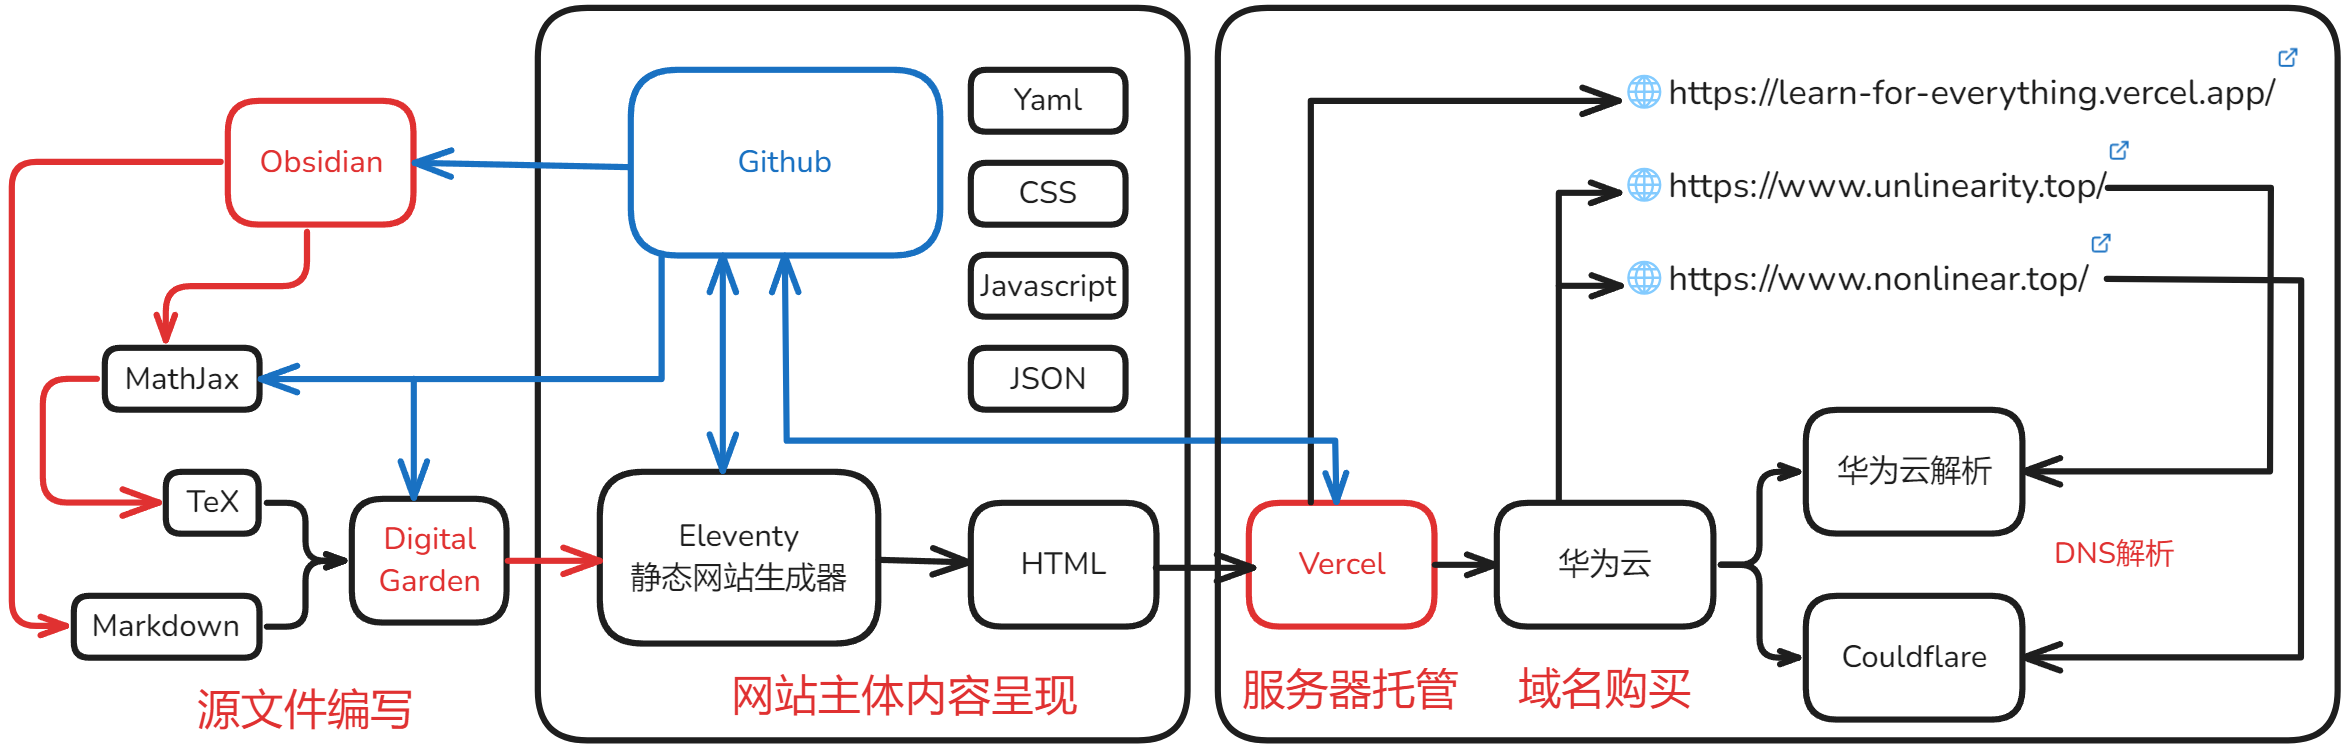 Obsidian
MathJax
TeX
Markdown
Digital
Garden
源文件编写
Github
Yaml
CSS
Javascript
JSON
Eleventy
静态网站生成器
HTML
网站主体内容呈现
https://learn-for-everything.vercel.app/
https://www.unlinearity.top/
https://www.nonlinear.top/
Vercel
华为云
华为云解析
DNS解析
Couldflare
服务器托管
域名购买